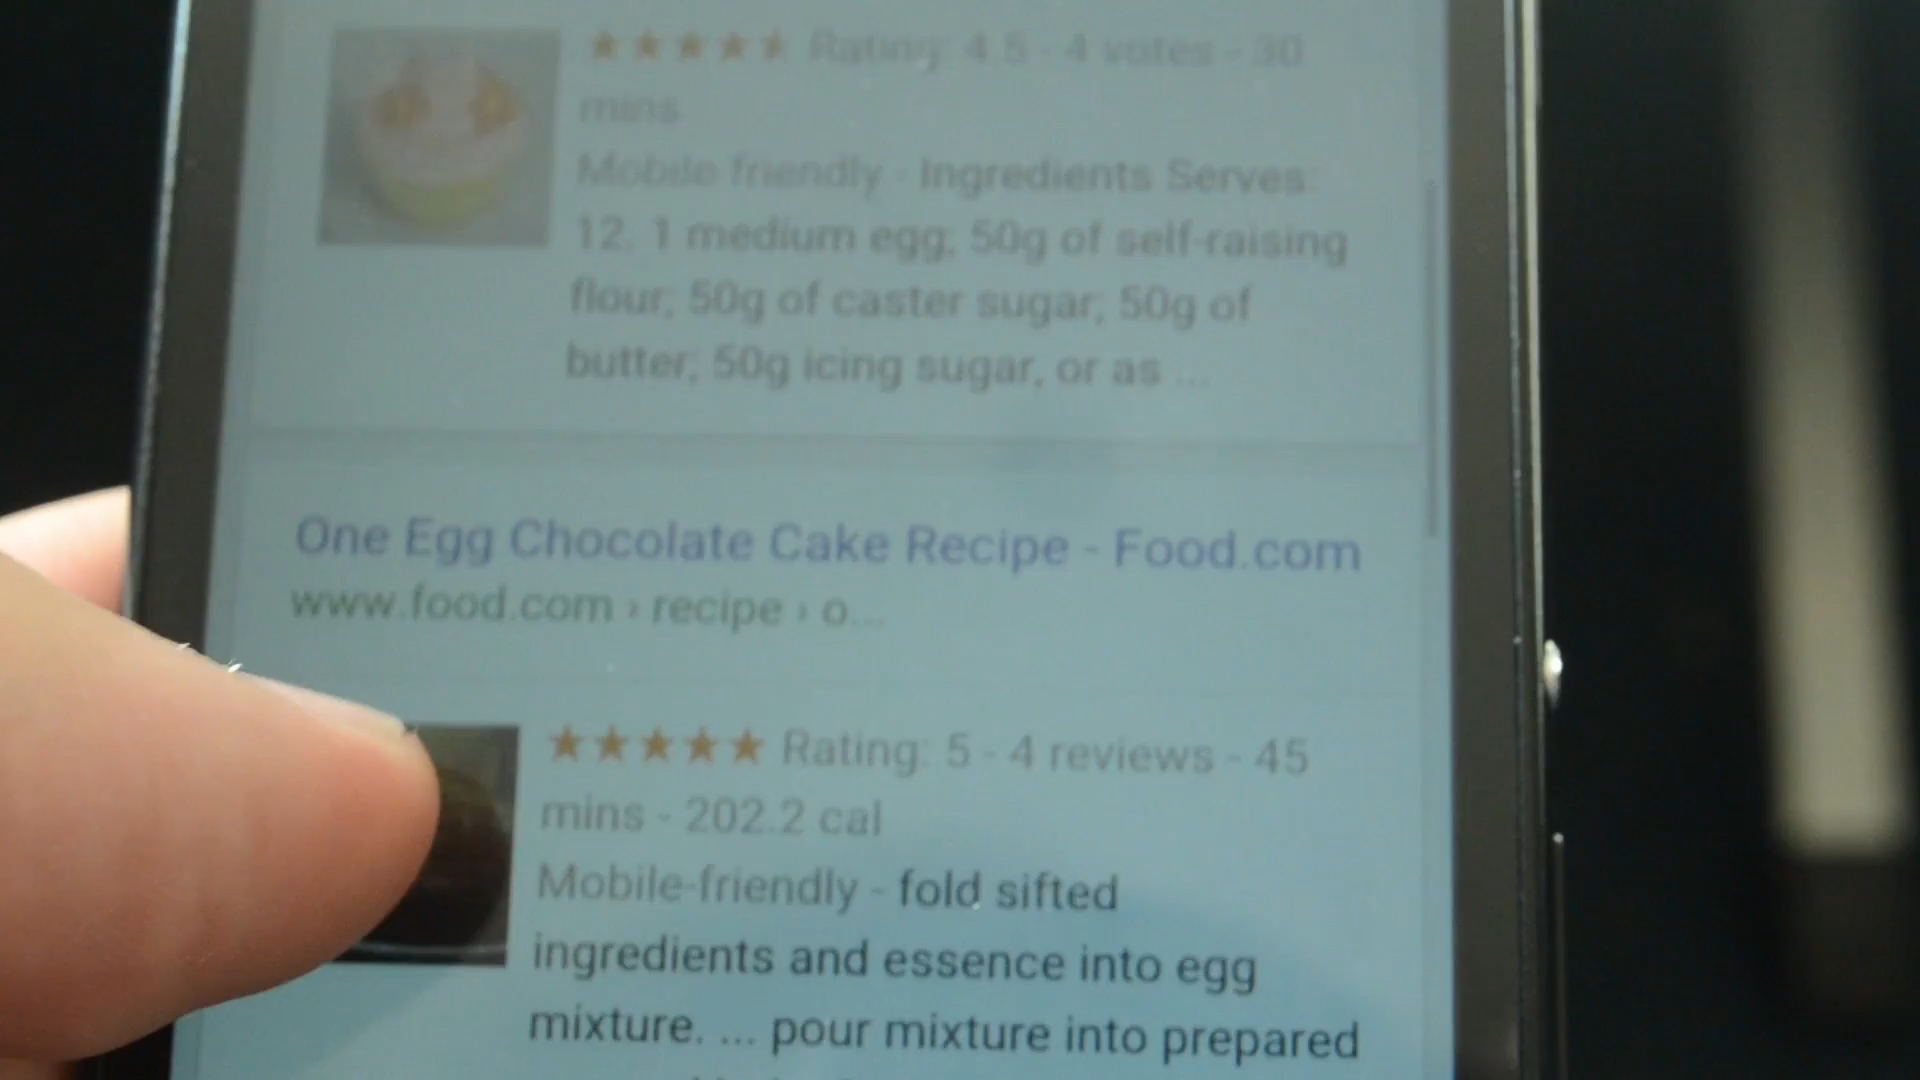 Rating: 4.5 - 4 votes - 30
mins
Mobile-friendly - Ingredients Serves:
12. 1 medium egg; 50g of self-raising
flour; 50g of caster sugar; 50g of
butter; 50g icing sugar, or as ...
One Egg Chocolate Cake Recipe - Food.com
www.food.com › recipe › o...
Rating: 5 - 4 reviews - 45
mins - 202.2 cal
Mobile-friendly - fold sifted
ingredients and essence into egg
mixture. ... pour mixture into prepared